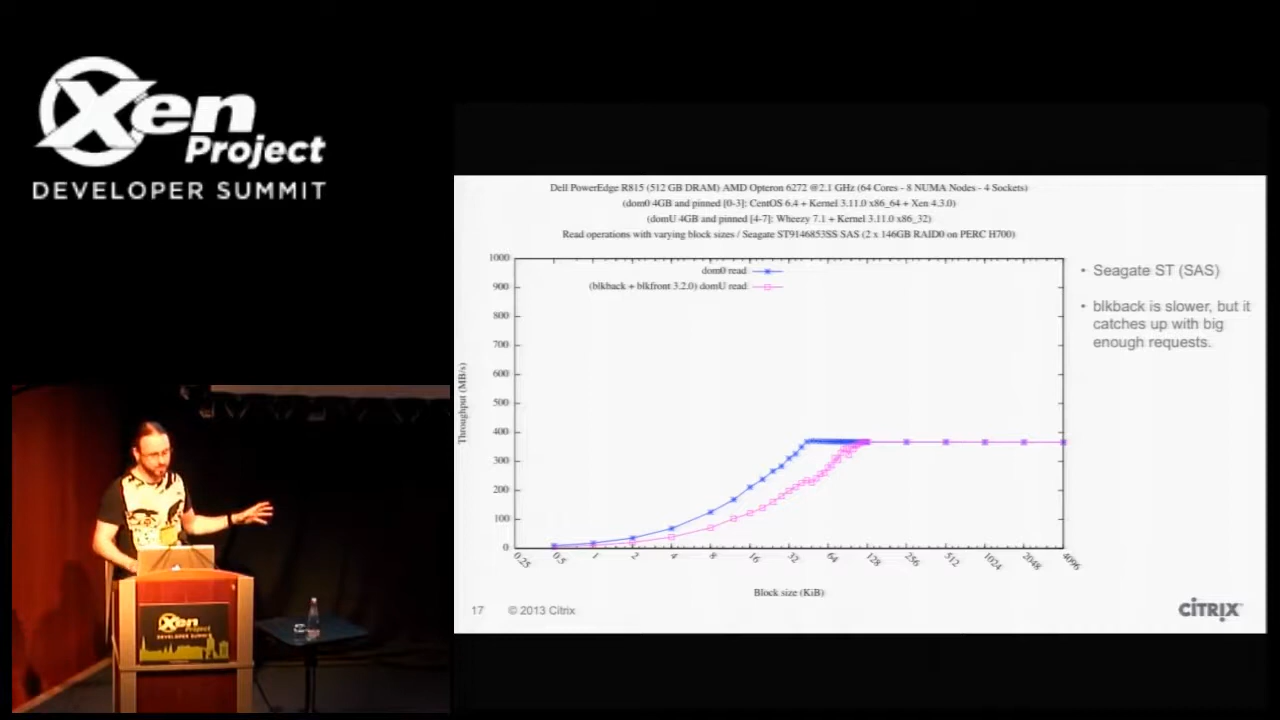 Xen
Project
DEVELOPER SUMMIT
Dell PowerEdge R815 (512 GB DRAM) AMD Opteron 6272 @2.1 GHz (64 Cores - 8 NUMA Nodes - 4 Sockets)
(dom0 4GB and pinned [0-3]: CentOS 6.4 + Kernel 3.11.0 x86_64 + Xen 4.3.0)
(domU 4GB and pinned [4-7]: Wheezy 7.1 + Kernel 3.11.0 x86_32)
Read operations with varying block sizes / Seagate ST9146853SS SAS (2 x 146GB RAID0 on PERC H700)
1000
900
800
700
600
500
400
300
200
100
0
Throughput (MB/s)
dom0 read
(blkback + blkfront 3.2.0) domU read
0.25 0.5 1 2 4 8 16 32 64 128 256 512 1024 2048 4096
Block size (KiB)
• Seagate ST (SAS)
• blkback is slower, but it
catches up with big
enough requests.
17 © 2013 Citrix
CITRIX
Xen
Project
DEVELOPER SUMMIT